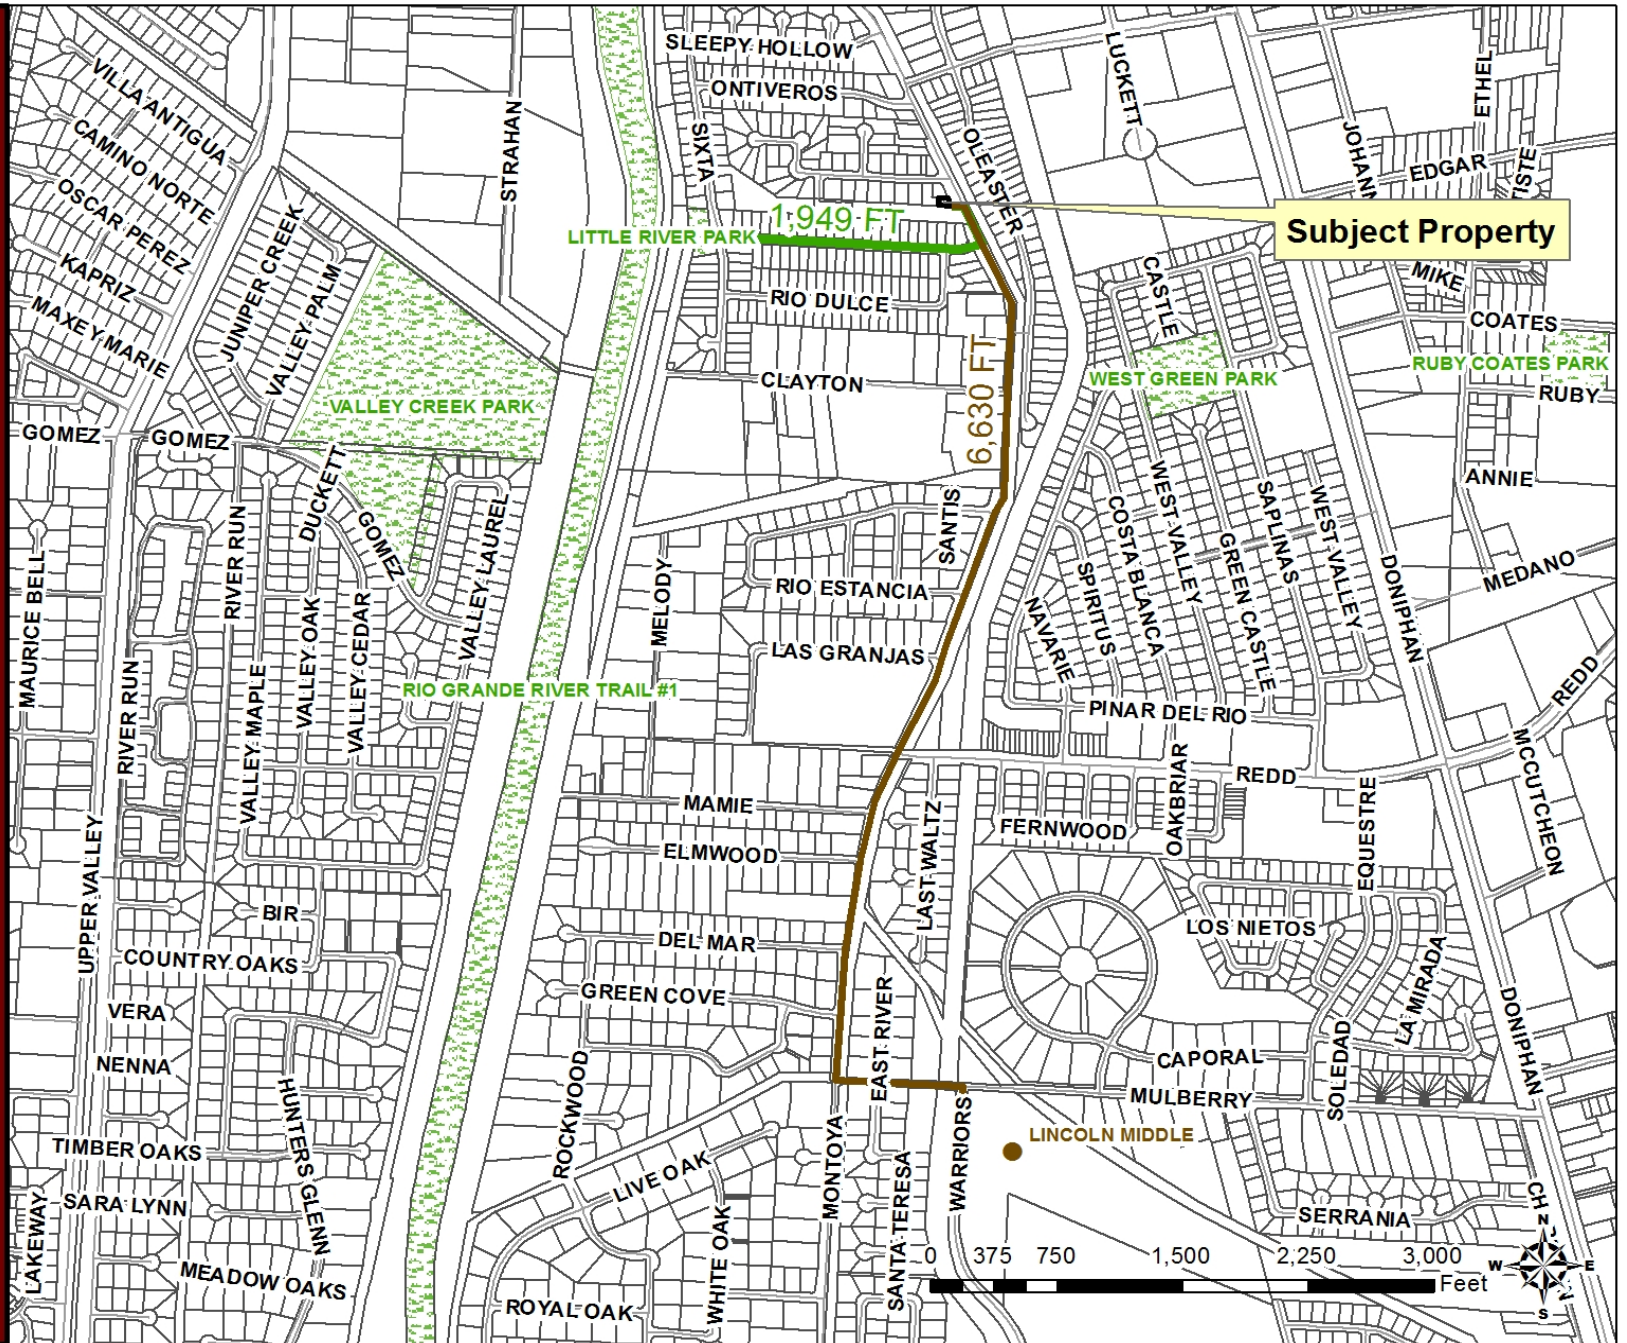 SLEEPY HOLLOW
LUCKETT
ETHEL
VILLA ANTIGUA
ONTIVEROS
STRAHAN
SIXTA
OLEASTER
CAMINO NORTE
EDGAR
OSCAR PEREZ
1,949 FT
Subject Property
LITTLE RIVER PARK
JUNIPER CREEK
KAPRIZ
VALLEY PALM
RIO DULCE
CASTLE
MIKE
MAXEY MARIE
COATES
6,630 FT
CLAYTON
WEST GREEN PARK
RUBY COATES PARK
RUBY
VALLEY CREEK PARK
GOMEZ
GOMEZ
DUCKETT
GOMEZ
VALLEY LAUREL
SANTIS
COSTA BLANCA
WEST VALLEY
SAPLINAS
WEST VALLEY
ANNIE
RIVER RUN
MAURICE BELL
MELODY
RIO ESTANCIA
SPIRITUS
GREEN CASTLE
DONIPHAN
MEDANO
VALLEY OAK
VALLEY CEDAR
NAVARIE
LAS GRANJAS
RIVER RUN
VALLEY MAPLE
RIO GRANDE RIVER TRAIL #1
PINAR DEL RIO
REDD
REDD
MCCUTCHEON
MAMIE
LAST WALTZ
FERNWOOD
OAKBRIAR
EQUESTRE
UPPER VALLEY
ELMWOOD
BIR
LOS NIETOS
DEL MAR
COUNTRY OAKS
LA MIRADA
GREEN COVE
EAST RIVER
VERA
DONIPHAN
CAPORAL
SOLEDAD
NENNA
MULBERRY
ROCKWOOD
HUNTERS GLENN
LINCOLN MIDDLE
TIMBER OAKS
LIVE OAK
MONTOYA
SANTA TERESA
WARRIORS
SARA LYNN
SERRANIA
LAKEWAY
WHITE OAK
MEADOW OAKS
ROYAL OAK
0 375 750 1,500 2,250 3,000
Feet
N
W E
S